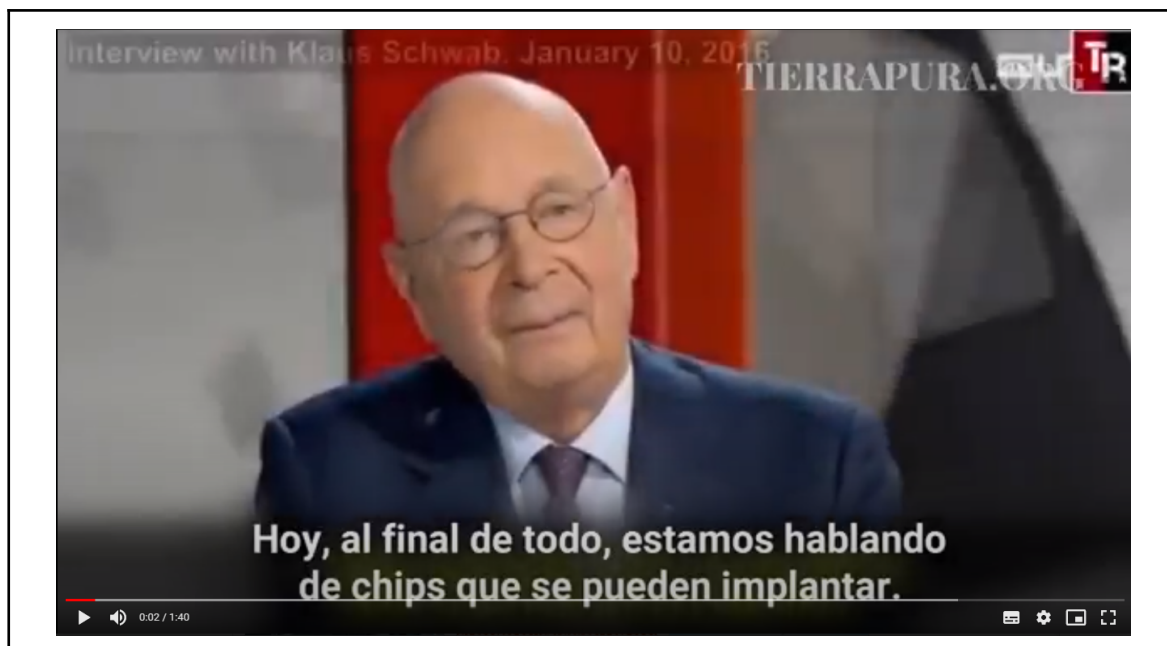 Interview with Klaus Schwab, January 10, 2016
TIERRAPURA.ORG
TR
Hoy, al final de todo, estamos hablando
de chips que se pueden implantar.
0:02 / 1:40